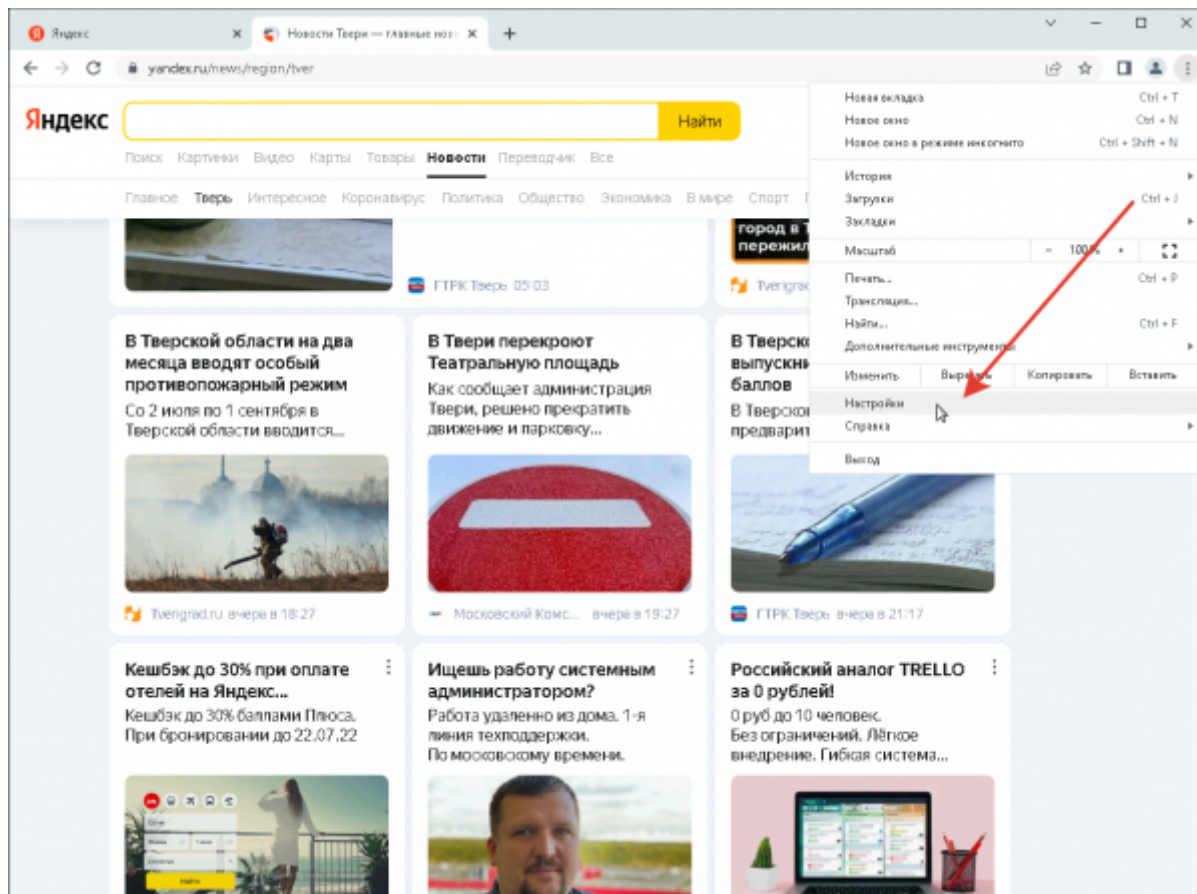 Яндекс
Новости Твери — главные нов
yandex.ru/news/region/tver
Яндекс
Найти
Поиск Картинки Видео Карты Товары Новости Переводчик Все
Главное Тверь Интересное Коронавирус Политика Общество Экономика В мире Спорт
Новая вкладка Ctrl + T
Новое окно Ctrl + N
Новое окно в режиме инкогнито Ctrl + Shift + N
История
Загрузки Ctrl + J
Закладки
Масштаб - 100% +
Печать... Ctrl + P
Трансляция...
Найти... Ctrl + F
Дополнительные инструменты
Изменить Вырезать Копировать Вставить
Настройки
Справка
Выход
город в Т
пережил
ГТРК Тверь 05:03
Tverigrad
В Тверской области на два
месяца вводят особый
противопожарный режим
Со 2 июля по 1 сентября в
Тверской области вводится...
Tverigrad.ru вчера в 18:27
В Твери перекроют
Театральную площадь
Как сообщает администрация
Твери, решено прекратить
движение и парковку...
Московский Комс... вчера в 19:27
В Тверско
выпускни
баллов
В Тверско
предварит
ГТРК Тверь вчера в 21:17
Кешбэк до 30% при оплате
отелей на Яндекс...
Кешбэк до 30% баллами Плюса.
При бронировании до 22.07.22
Найти
Ищешь работу системным
администратором?
Работа удаленно из дома. 1-я
линия техподдержки.
По московскому времени.
Российский аналог TRELLO
за 0 рублей!
0 руб до 10 человек.
Без ограничений. Лёгкое
внедрение. Гибкая система...